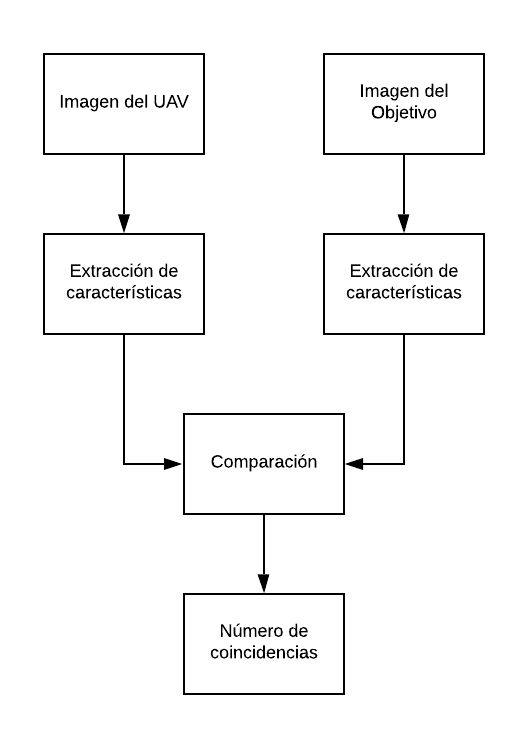 Imagen del UAV
Imagen del
Objetivo
Extracción de
características
Extracción de
características
Comparación
Número de
coincidencias